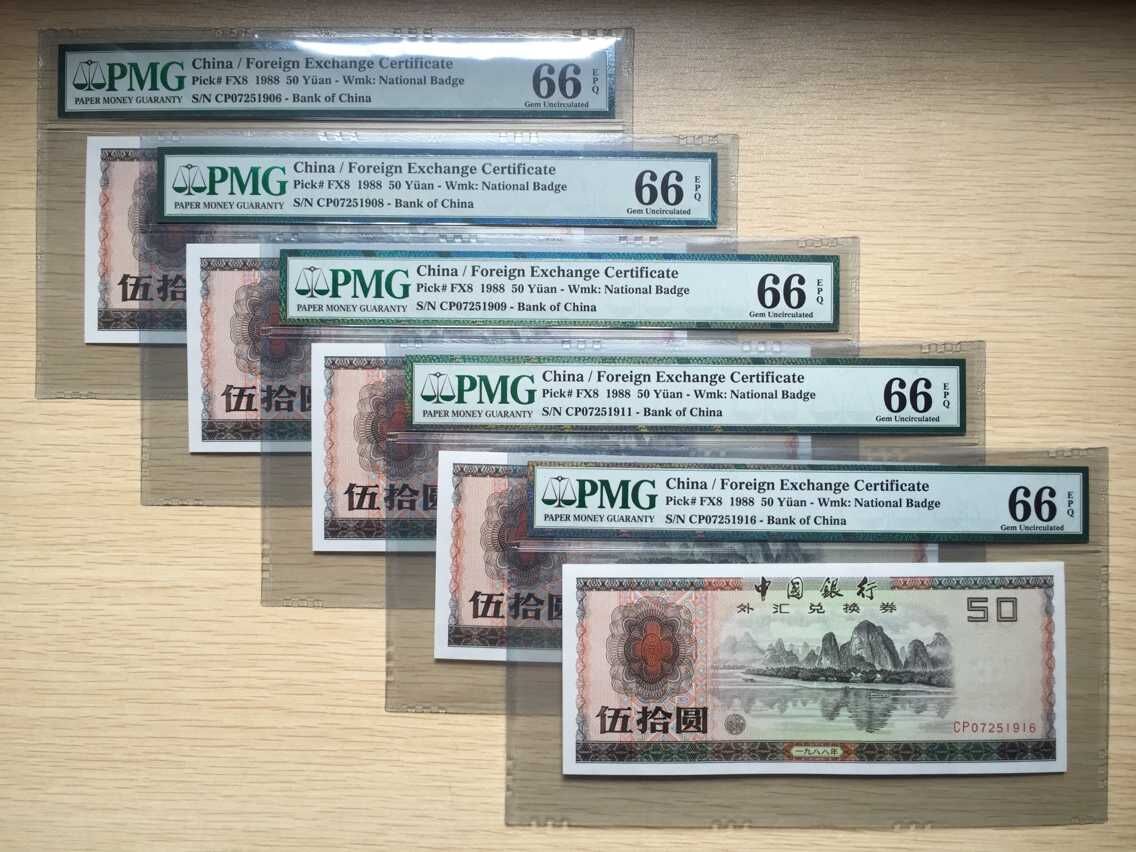 PMG
PAPER MONEY GUARANTY
China / Foreign Exchange Certificate
Pick# FX8 1988 50 Yüan - Wmk: National Badge
S/N CP07251906 - Bank of China
66
EPQ
Gem Uncirculated
伍拾
PMG
PAPER MONEY GUARANTY
China / Foreign Exchange Certificate
Pick# FX8 1988 50 Yüan - Wmk: National Badge
S/N CP07251908 - Bank of China
66
EPQ
Gem Uncirculated
伍拾圆
PMG
PAPER MONEY GUARANTY
China / Foreign Exchange Certificate
Pick# FX8 1988 50 Yüan - Wmk: National Badge
S/N CP07251909 - Bank of China
66
EPQ
Gem Uncirculated
伍拾圆
PMG
PAPER MONEY GUARANTY
China / Foreign Exchange Certificate
Pick# FX8 1988 50 Yüan - Wmk: National Badge
S/N CP07251911 - Bank of China
66
EPQ
Gem Uncirculated
伍拾圆
PMG
PAPER MONEY GUARANTY
China / Foreign Exchange Certificate
Pick# FX8 1988 50 Yüan - Wmk: National Badge
S/N CP07251916 - Bank of China
66
EPQ
Gem Uncirculated
中国銀行
外汇兑换券
50
伍拾圆
CP07251916
一九八八年